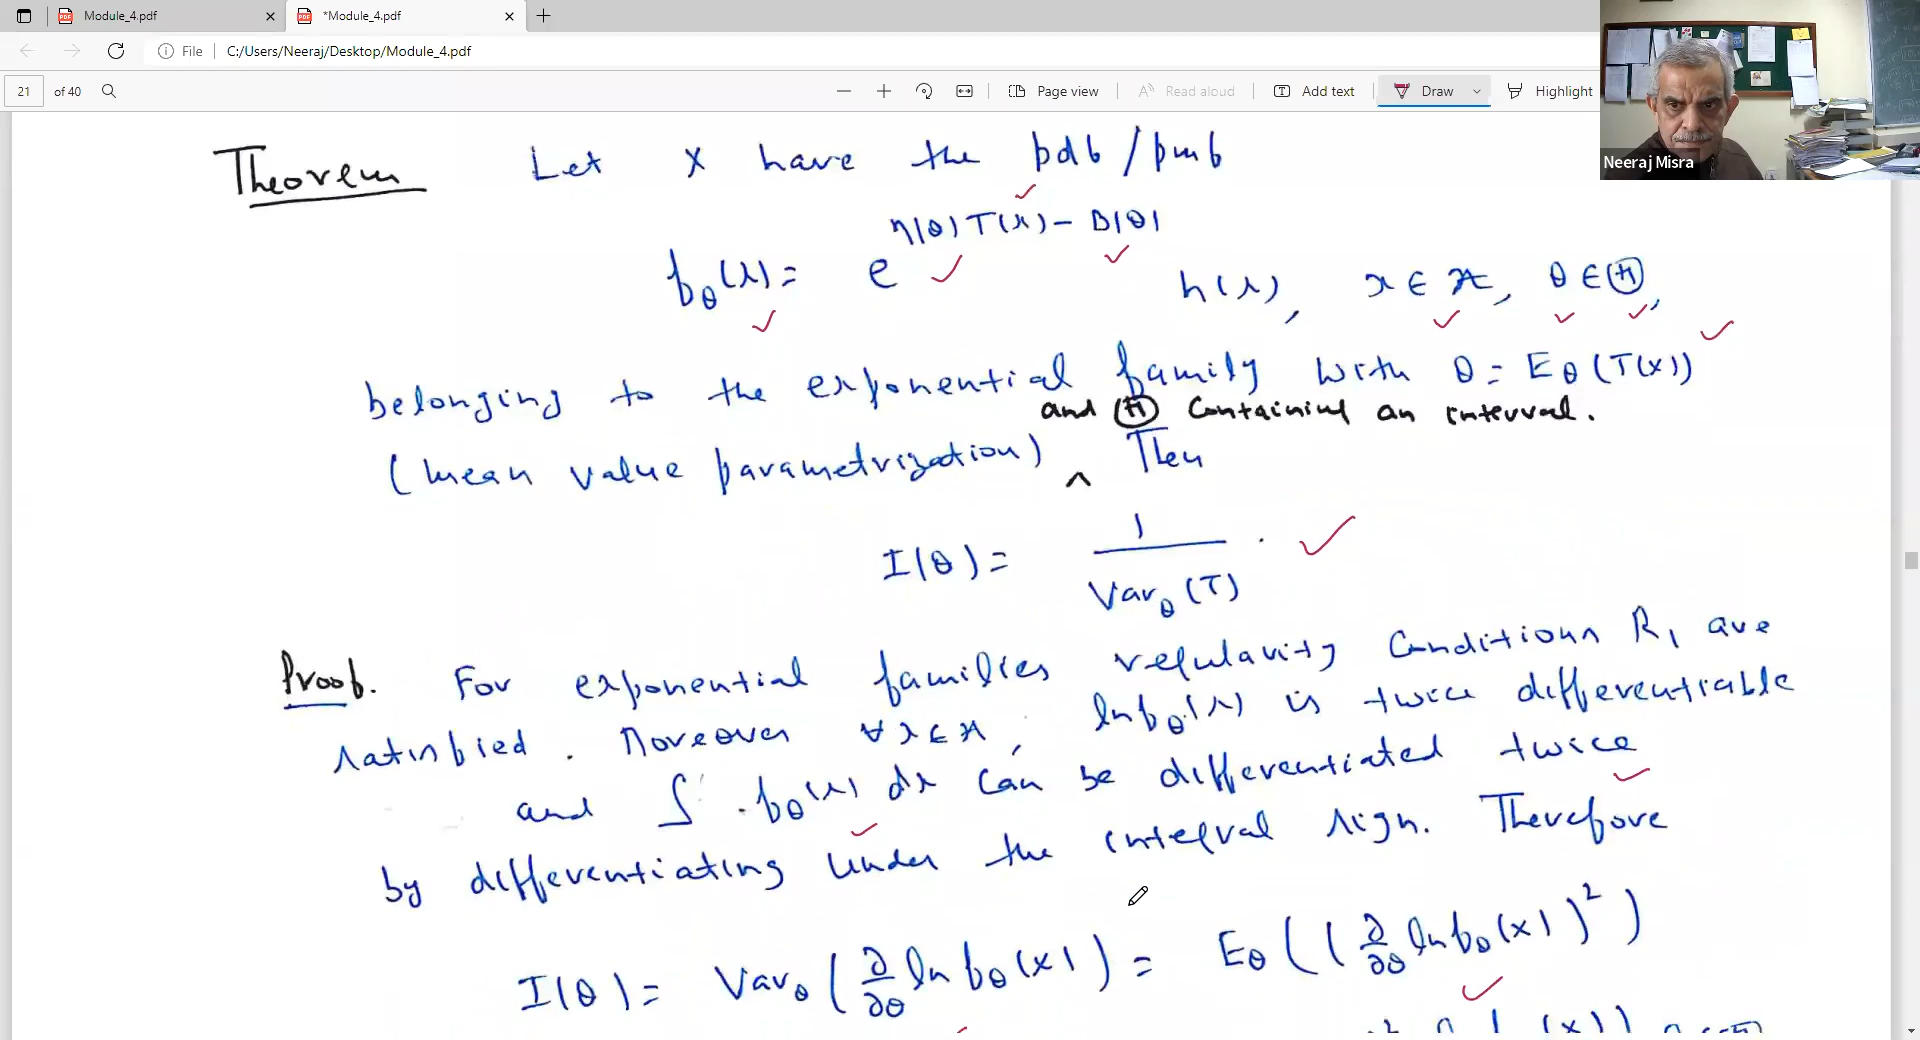 Module_4.pdf
*Module_4.pdf
File C:/Users/Neeraj/Desktop/Module_4.pdf
21 of 40 Page view Read aloud Add text Draw Highlight
Neeraj Misra
Theorem Let X have the pdf/pmf
f_θ(x) = e^{η(θ)T(x) − B(θ)} h(x), x ∈ 𝒳, θ ∈ Θ,
belonging to the exponential family with θ = E_θ(T(X))
and Θ containing an interval.
(mean value parametrization) ^ Then
I(θ) = 1 / Var_θ(T) .
Proof. For exponential families regularity conditions R₁ are
satisfied. Moreover ∀ x ∈ 𝒳, ln f_θ(x) is twice differentiable
and ∫ f_θ(x) dx can be differentiated twice
by differentiating under the integral sign. Therefore
I(θ) = Var_θ(∂/∂θ ln f_θ(X)) = E_θ((∂/∂θ ln f_θ(X))²)